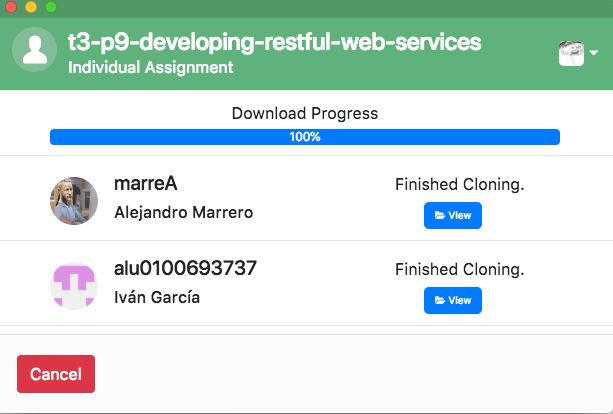 t3-p9-developing-restful-web-services
Individual Assignment
Download Progress
100%
marreA
Alejandro Marrero
Finished Cloning.
View
alu0100693737
Iván García
Finished Cloning.
View
Cancel